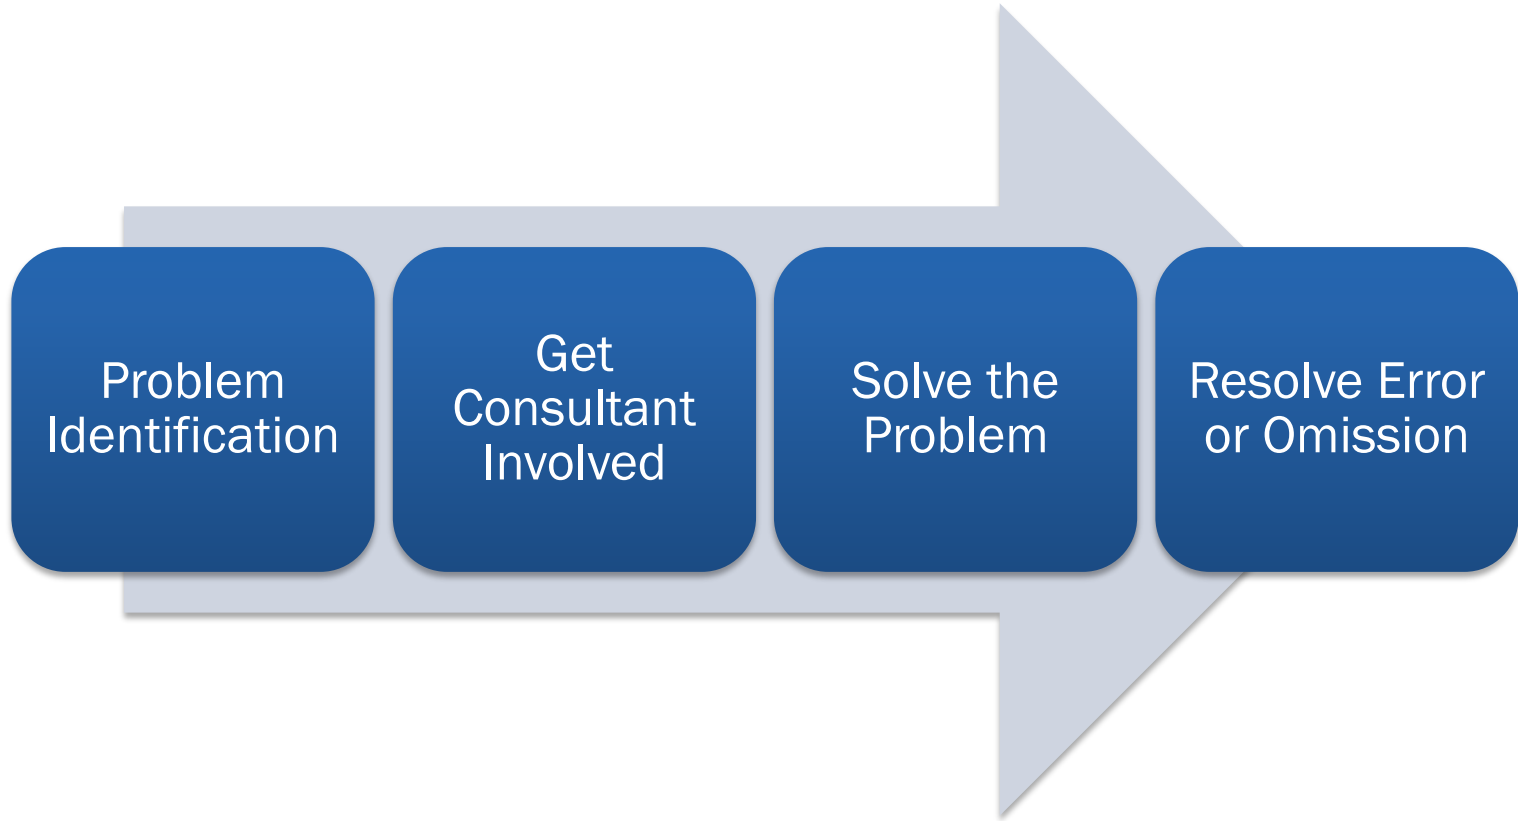 Problem
Identification
Get
Consultant
Involved
Solve the
Problem
Resolve Error
or Omission